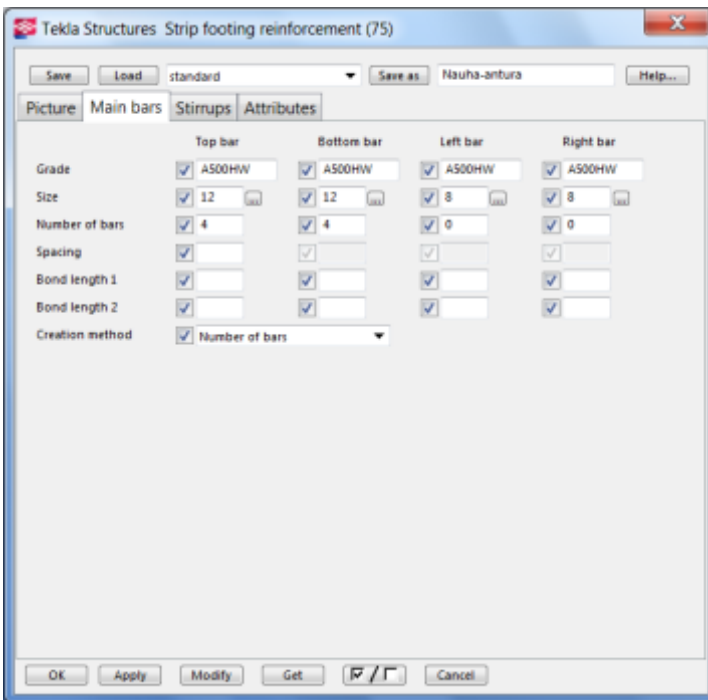 Tekla Structures Strip footing reinforcement (75)
Save Load standard Save as Nauha-antura Help...
Picture Main bars Stirrups Attributes
Top bar Bottom bar Left bar Right bar
Grade A500HW A500HW A500HW A500HW
Size 12 12 8 8
Number of bars 4 4 0 0
Spacing
Bond length 1
Bond length 2
Creation method Number of bars
OK Apply Modify Get / Cancel